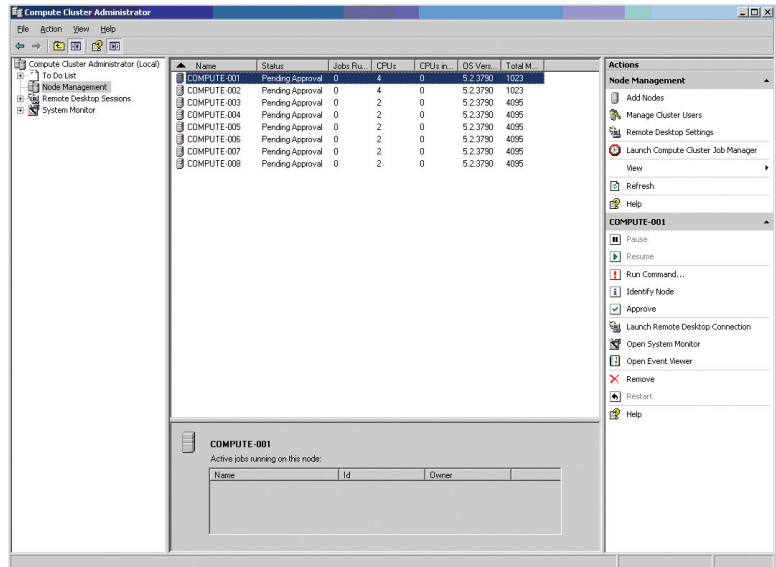 Compute Cluster Administrator
File Action View Help
Compute Cluster Administrator (Local)
To Do List
Node Management
Remote Desktop Sessions
System Monitor
Name Status Jobs Ru... CPUs CPUs in... OS Vers... Total M...
COMPUTE-001 Pending Approval 0 4 0 5.2.3790 1023
COMPUTE-002 Pending Approval 0 4 0 5.2.3790 1023
COMPUTE-003 Pending Approval 0 2 0 5.2.3790 4095
COMPUTE-004 Pending Approval 0 2 0 5.2.3790 4095
COMPUTE-005 Pending Approval 0 2 0 5.2.3790 4095
COMPUTE-006 Pending Approval 0 2 0 5.2.3790 4095
COMPUTE-007 Pending Approval 0 2 0 5.2.3790 4095
COMPUTE-008 Pending Approval 0 2 0 5.2.3790 4095
COMPUTE-001
Active jobs running on this node:
Name Id Owner
Actions
Node Management
Add Nodes
Manage Cluster Users
Remote Desktop Settings
Launch Compute Cluster Job Manager
View
Refresh
Help
COMPUTE-001
Pause
Resume
Run Command...
Identify Node
Approve
Launch Remote Desktop Connection
Open System Monitor
Open Event Viewer
Remove
Restart
Help